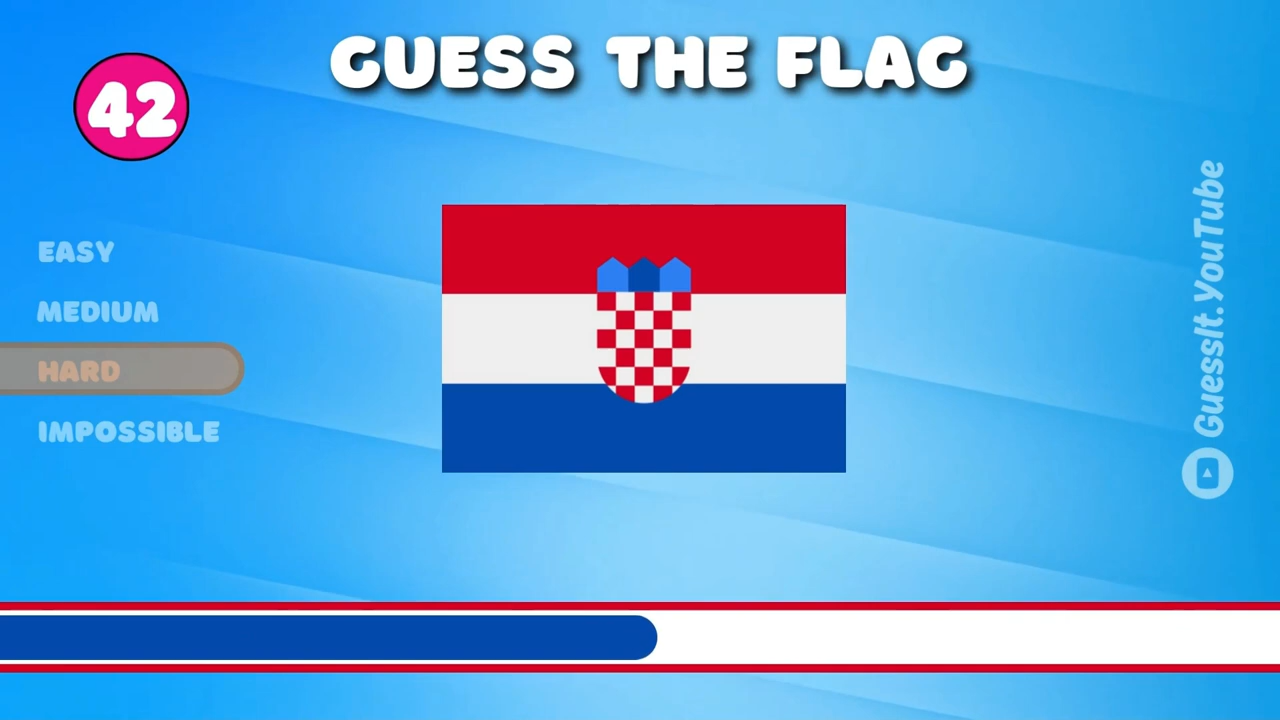 GUESS THE FLAG
42
EASY
MEDIUM
HARD
IMPOSSIBLE
GuessIt.YouTube